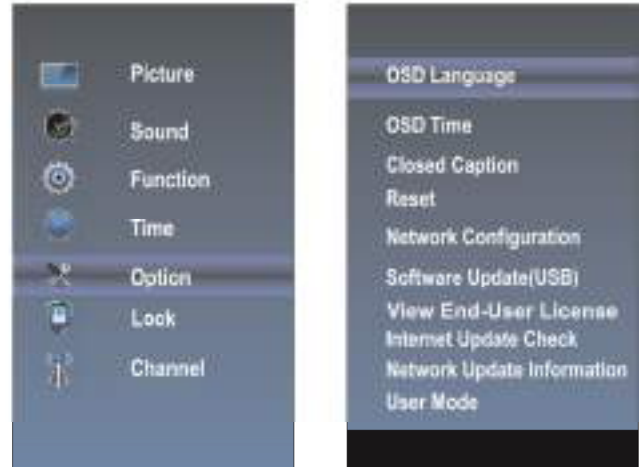 Picture
Sound
Function
Time
Option
Lock
Channel
OSD Language
OSD Time
Closed Caption
Reset
Network Configuration
Software Update(USB)
View End-User License
Internet Update Check
Network Update Information
User Mode